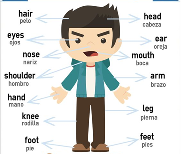 hair
pelo
head
cabeza
eyes
ojos
ear
oreja
nose
nariz
mouth
boca
shoulder
hombro
arm
brazo
hand
mano
leg
pierna
knee
rodilla
foot
pie
feet
pies